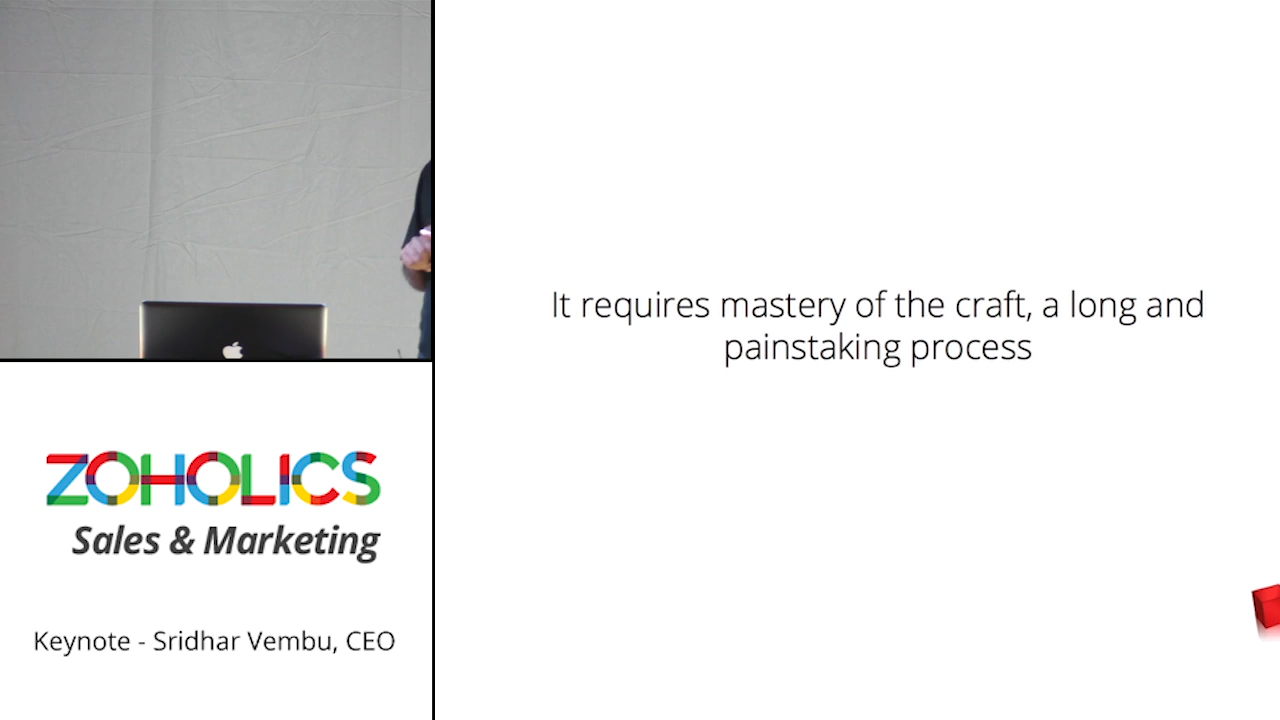 It requires mastery of the craft, a long and
painstaking process
ZOHOLICS
Sales & Marketing
Keynote - Sridhar Vembu, CEO